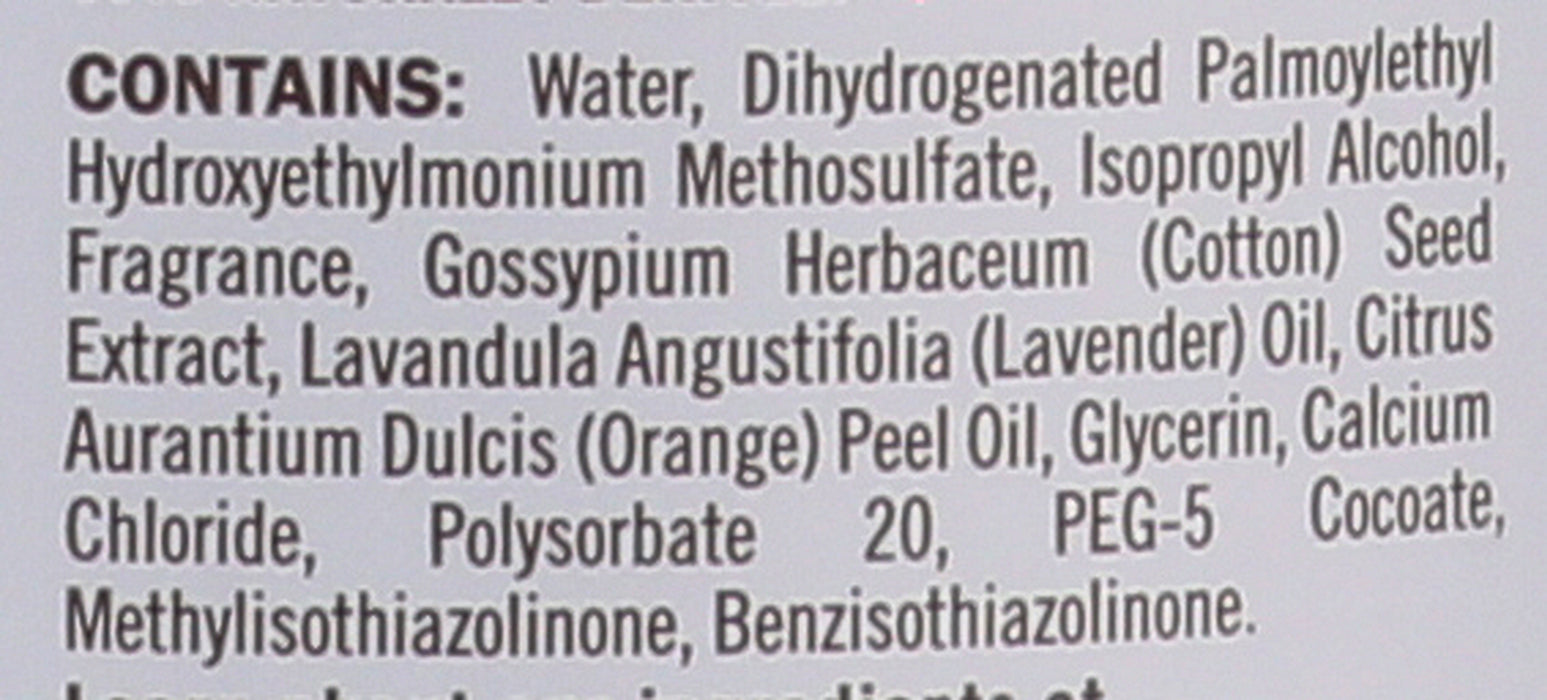 CONTAINS: Water, Dihydrogenated Palmoylethyl
Hydroxyethylmonium Methosulfate, Isopropyl Alcohol,
Fragrance, Gossypium Herbaceum (Cotton) Seed
Extract, Lavandula Angustifolia (Lavender) Oil, Citrus
Aurantium Dulcis (Orange) Peel Oil, Glycerin, Calcium
Chloride, Polysorbate 20, PEG-5 Cocoate,
Methylisothiazolinone, Benzisothiazolinone.